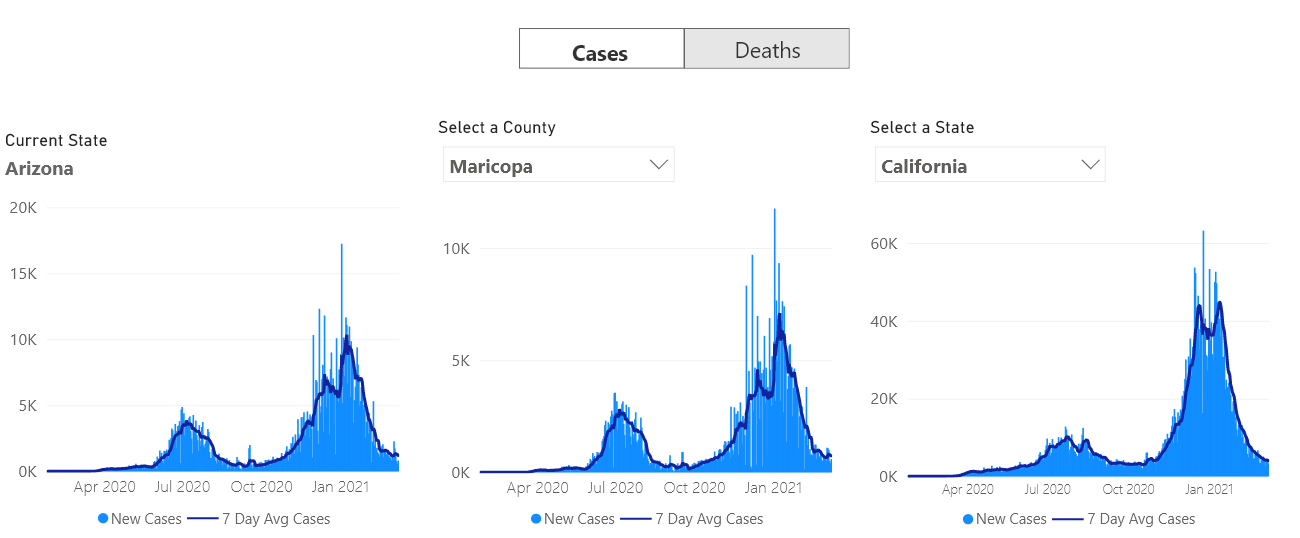 Cases
Deaths
Current State
Arizona
20K
15K
10K
5K
0K
Apr 2020 Jul 2020 Oct 2020 Jan 2021
New Cases 7 Day Avg Cases
Select a County
Maricopa
10K
5K
0K
Apr 2020 Jul 2020 Oct 2020 Jan 2021
New Cases 7 Day Avg Cases
Select a State
California
60K
40K
20K
0K
Apr 2020 Jul 2020 Oct 2020 Jan 2021
New Cases 7 Day Avg Cases